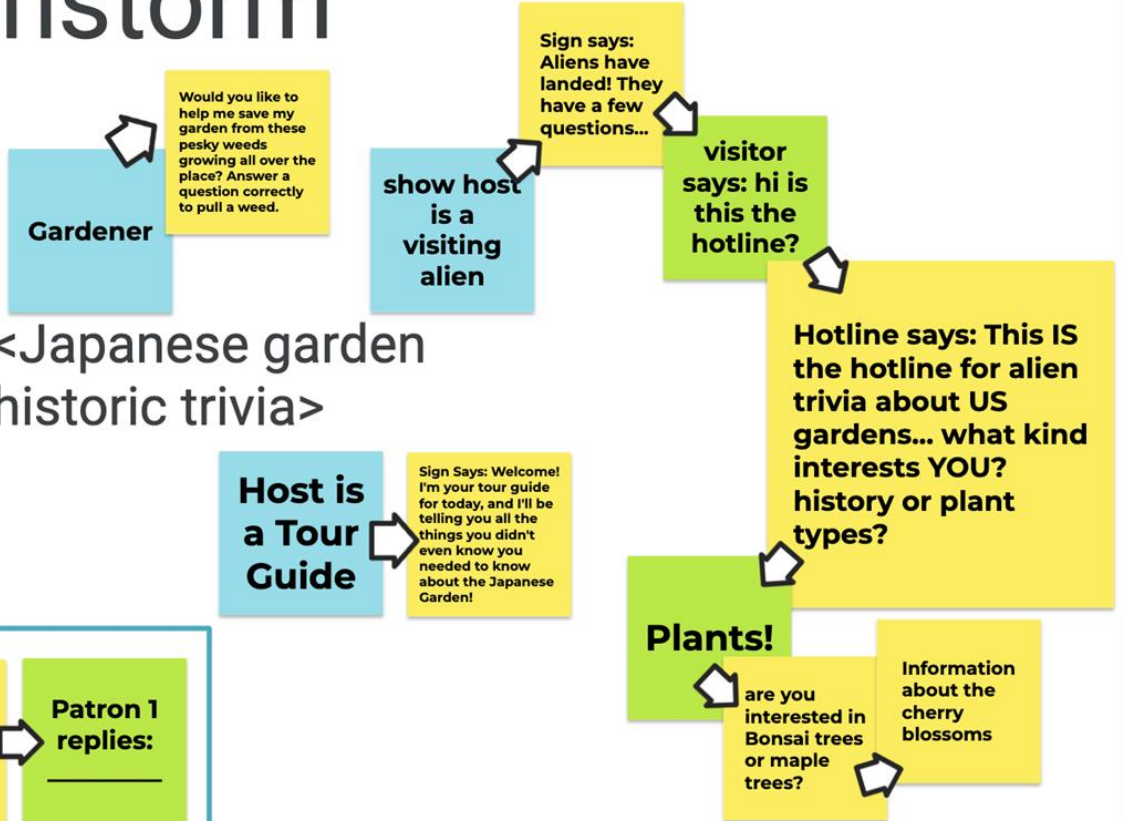 nstorm
Would you like to
help me save my
garden from these
pesky weeds
growing all over the
place? Answer a
question correctly
to pull a weed.
Gardener
Sign says:
Aliens have
landed! They
have a few
questions...
show host
is a
visiting
alien
visitor
says: hi is
this the
hotline?
Hotline says: This IS
the hotline for alien
trivia about US
gardens... what kind
interests YOU?
history or plant
types?
<Japanese garden
historic trivia>
Host is
a Tour
Guide
Sign Says: Welcome!
I'm your tour guide
for today, and I'll be
telling you all the
things you didn't
even know you
needed to know
about the Japanese
Garden!
Plants!
are you
interested in
Bonsai trees
or maple
trees?
Information
about the
cherry
blossoms
Patron 1
replies: